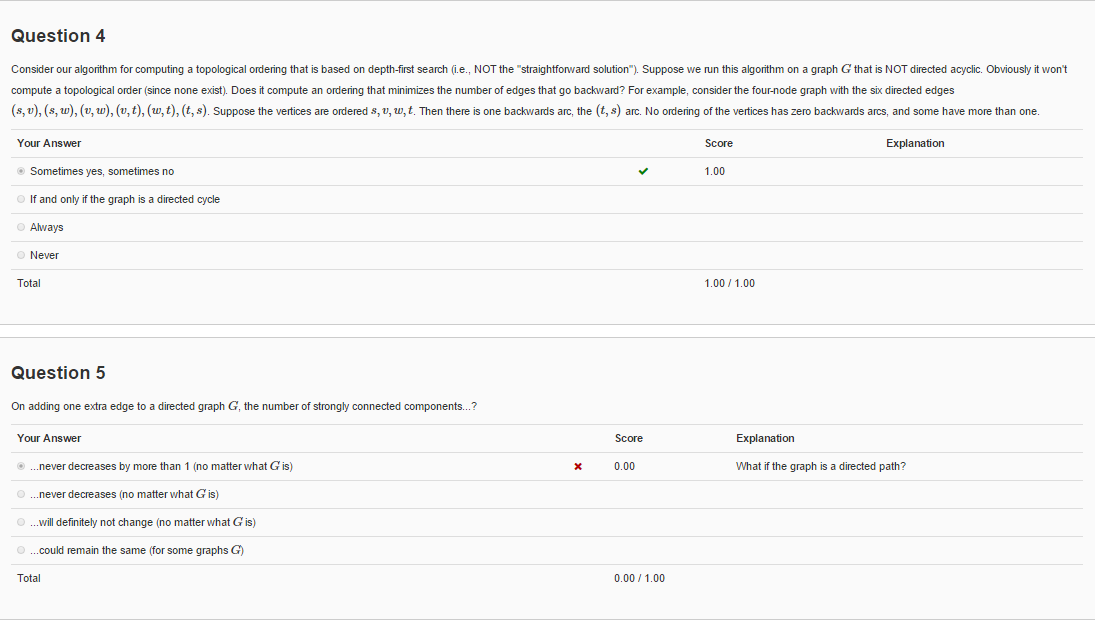 Question 4
Consider our algorithm for computing a topological ordering that is based on depth-first search (i.e., NOT the "straightforward solution"). Suppose we run this algorithm on a graph G that is NOT directed acyclic. Obviously it won't
compute a topological order (since none exist). Does it compute an ordering that minimizes the number of edges that go backward? For example, consider the four-node graph with the six directed edges
(s, v), (s, w), (v, w), (v, t), (w, t), (t, s). Suppose the vertices are ordered s, v, w, t. Then there is one backwards arc, the (t, s) arc. No ordering of the vertices has zero backwards arcs, and some have more than one.
Your Answer Score Explanation
Sometimes yes, sometimes no ✔ 1.00
If and only if the graph is a directed cycle
Always
Never
Total 1.00 / 1.00
Question 5
On adding one extra edge to a directed graph G, the number of strongly connected components...?
Your Answer Score Explanation
...never decreases by more than 1 (no matter what G is) ✖ 0.00 What if the graph is a directed path?
...never decreases (no matter what G is)
...will definitely not change (no matter what G is)
...could remain the same (for some graphs G)
Total 0.00 / 1.00